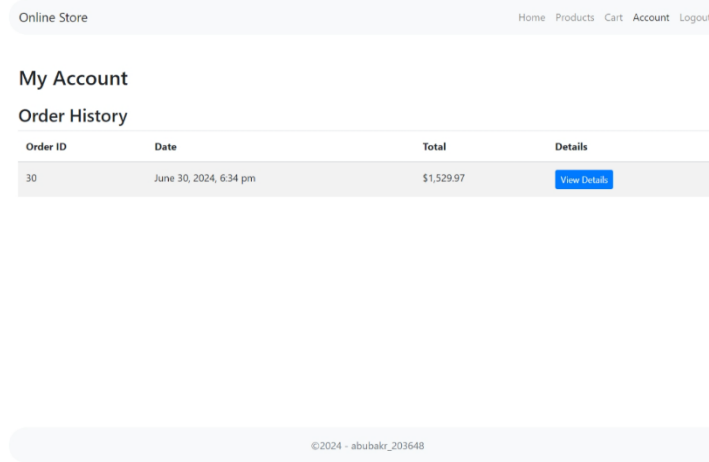 Online Store Home Products Cart Account Logout
My Account
Order History
Order ID Date Total Details
30 June 30, 2024, 6:34 pm $1,529.97 View Details
©2024 - abubakr_203648